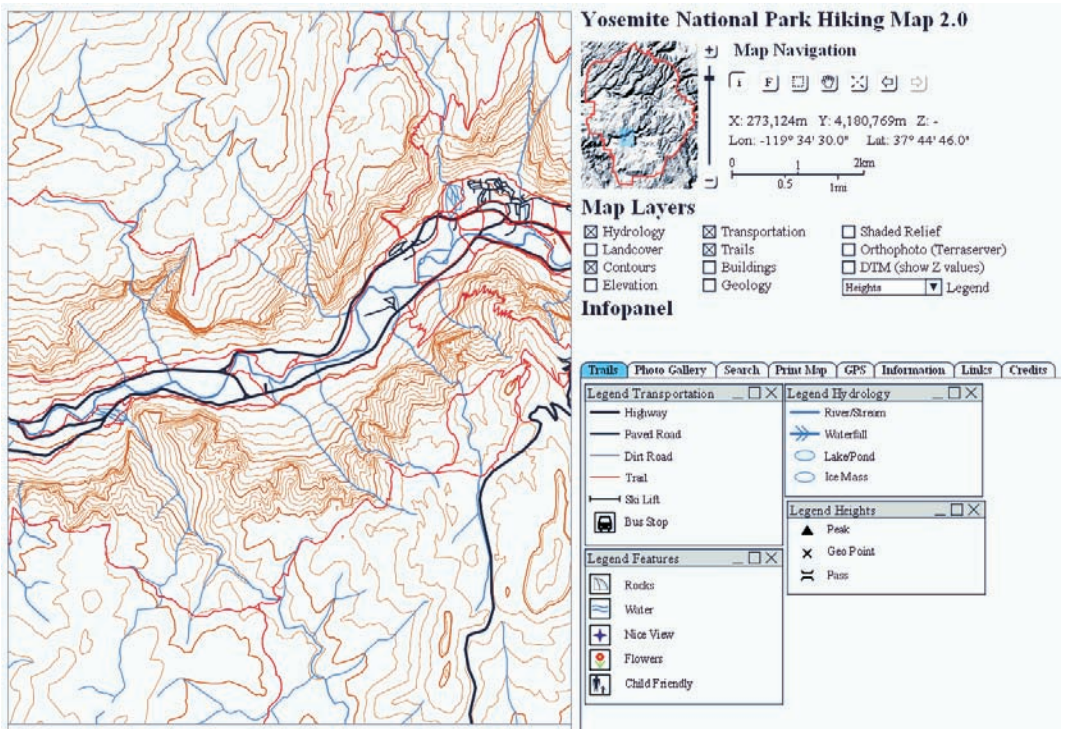 Yosemite National Park Hiking Map 2.0
Map Navigation
i F
X: 273,124m Y: 4,180,769m Z: -
Lon: -119° 34' 30.0" Lat: 37° 44' 46.0"
0 1 2km
0.5 1mi
Map Layers
Hydrology Transportation Shaded Relief
Landcover Trails Orthophoto (Terraserver)
Contours Buildings DTM (show Z values)
Elevation Geology Heights Legend
Infopanel
Trails Photo Gallery Search Print Map GPS Information Links Credits
Legend Transportation
Highway
Paved Road
Dirt Road
Trail
Ski Lift
Bus Stop
Legend Hydrology
River/Stream
Waterfall
Lake/Pond
Ice Mass
Legend Heights
Peak
Geo Point
Pass
Legend Features
Rocks
Water
Nice View
Flowers
Child Friendly